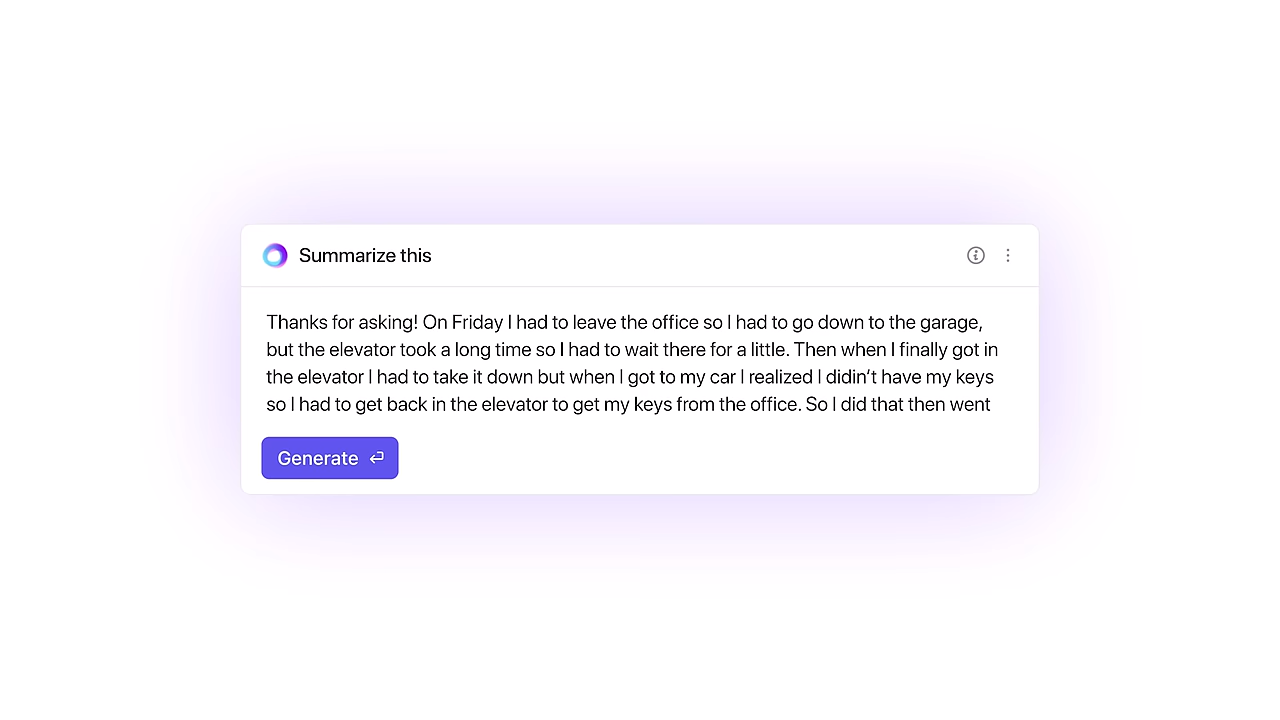 Summarize this
Thanks for asking! On Friday I had to leave the office so I had to go down to the garage,
but the elevator took a long time so I had to wait there for a little. Then when I finally got in
the elevator I had to take it down but when I got to my car I realized I didin‘t have my keys
so I had to get back in the elevator to get my keys from the office. So I did that then went
Generate